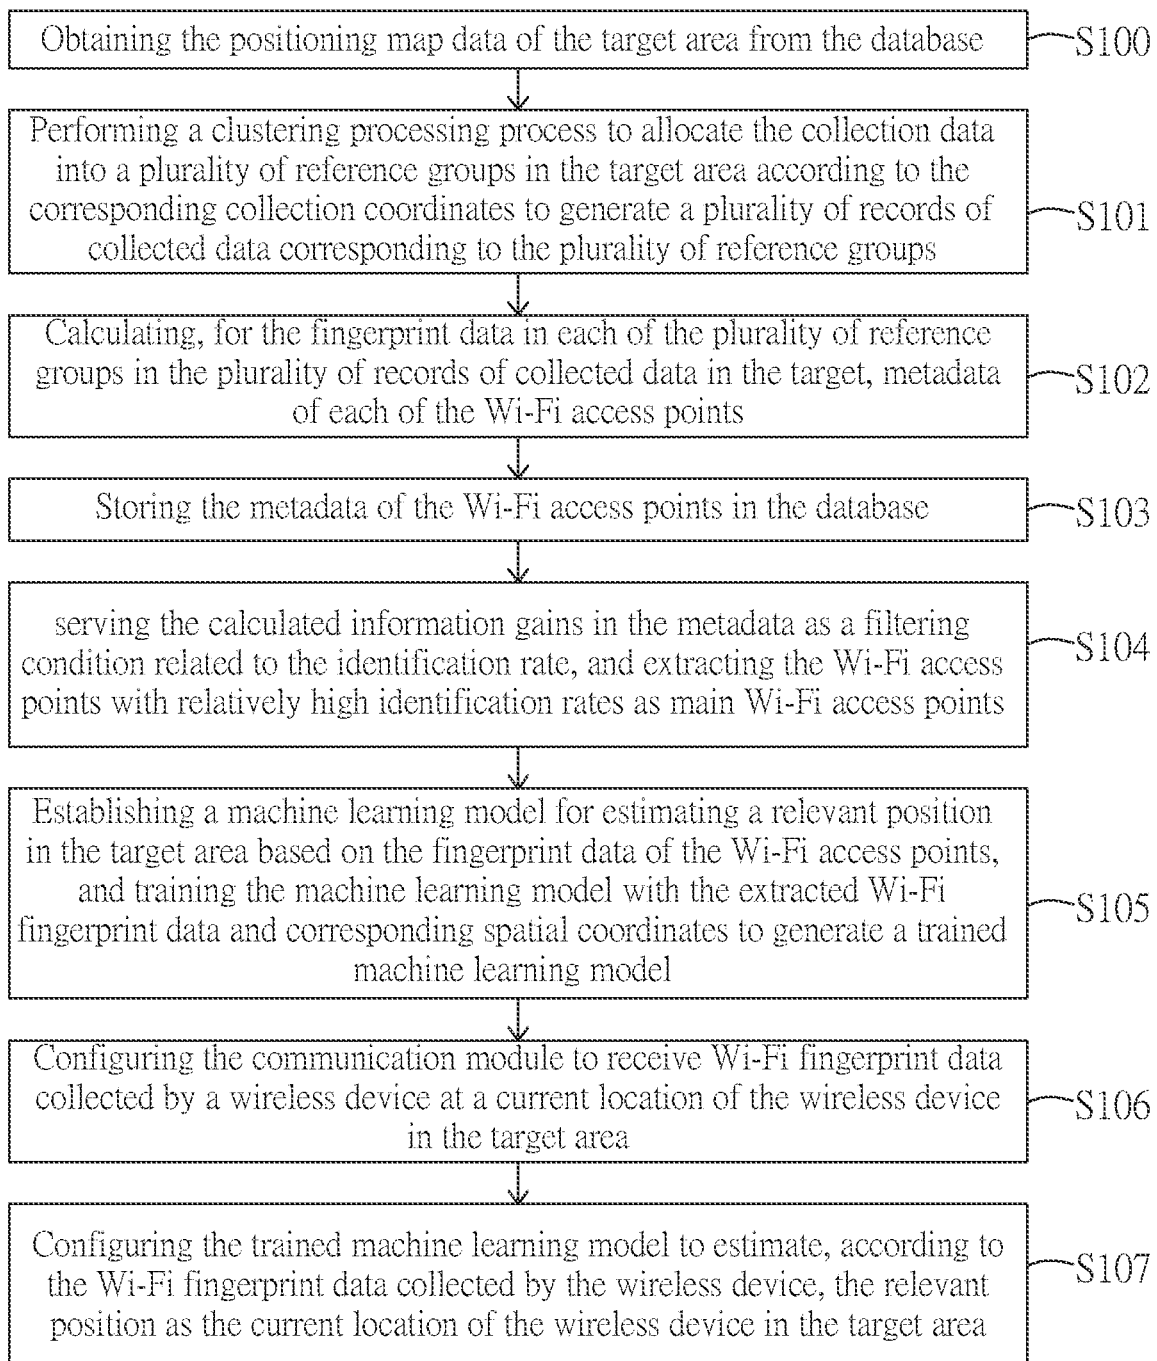 Obtaining the positioning map data of the target area from the database
S100
Performing a clustering processing process to allocate the collection data
into a plurality of reference groups in the target area according to the
corresponding collection coordinates to generate a plurality of records of
collected data corresponding to the plurality of reference groups
S101
Calculating, for the fingerprint data in each of the plurality of reference
groups in the plurality of records of collected data in the target, metadata
of each of the Wi-Fi access points
S102
Storing the metadata of the Wi-Fi access points in the database
S103
serving the calculated information gains in the metadata as a filtering
condition related to the identification rate, and extracting the Wi-Fi access
points with relatively high identification rates as main Wi-Fi access points
S104
Establishing a machine learning model for estimating a relevant position
in the target area based on the fingerprint data of the Wi-Fi access points,
and training the machine learning model with the extracted Wi-Fi
fingerprint data and corresponding spatial coordinates to generate a trained
machine learning model
S105
Configuring the communication module to receive Wi-Fi fingerprint data
collected by a wireless device at a current location of the wireless device
in the target area
S106
Configuring the trained machine learning model to estimate, according to
the Wi-Fi fingerprint data collected by the wireless device, the relevant
position as the current location of the wireless device in the target area
S107